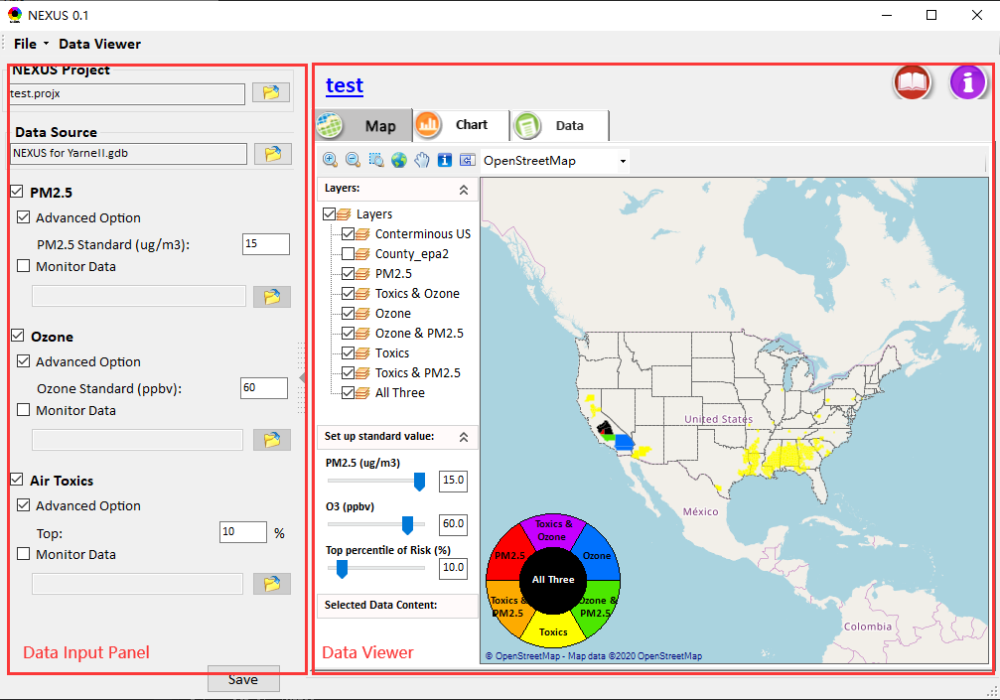 NEXUS 0.1
File Data Viewer
NEXUS Project
test.projx
Data Source
NEXUS for Yarnell.gdb
PM2.5
Advanced Option
PM2.5 Standard (ug/m3): 15
Monitor Data
Ozone
Advanced Option
Ozone Standard (ppbv): 60
Monitor Data
Air Toxics
Advanced Option
Top: 10 %
Monitor Data
Data Input Panel
Save
test
Map Chart Data
OpenStreetMap
Layers:
Layers
Conterminous US
County_epa2
PM2.5
Toxics & Ozone
Ozone
Ozone & PM2.5
Toxics
Toxics & PM2.5
All Three
Set up standard value:
PM2.5 (ug/m3)
15.0
O3 (ppbv)
60.0
Top percentile of Risk (%)
10.0
Selected Data Content:
Data Viewer
United States
México
Colombia
Toxics &
Ozone
PM2.5
Ozone
All Three
Toxics &
PM2.5
Ozone &
PM2.5
Toxics
© OpenStreetMap - Map data ©2020 OpenStreetMap